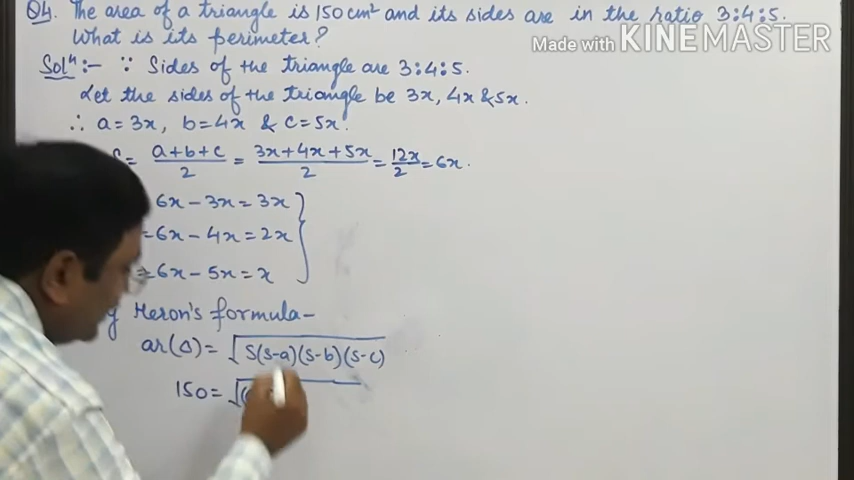 Q4. The area of a triangle is 150 cm² and its sides are in the ratio 3:4:5.
What is its perimeter?
Made with KINEMASTER
Solⁿ:- ∵ Sides of the triangle are 3:4:5.
Let the sides of the triangle be 3x, 4x & 5x.
∴ a=3x, b=4x & c=5x.
= a+b+c/2 = 3x+4x+5x/2 = 12x/2 = 6x.
6x - 3x = 3x
=6x - 4x = 2x
=6x - 5x = x
Heron's formula-
ar(Δ) = √S(s-a)(s-b)(s-c)
150 = √